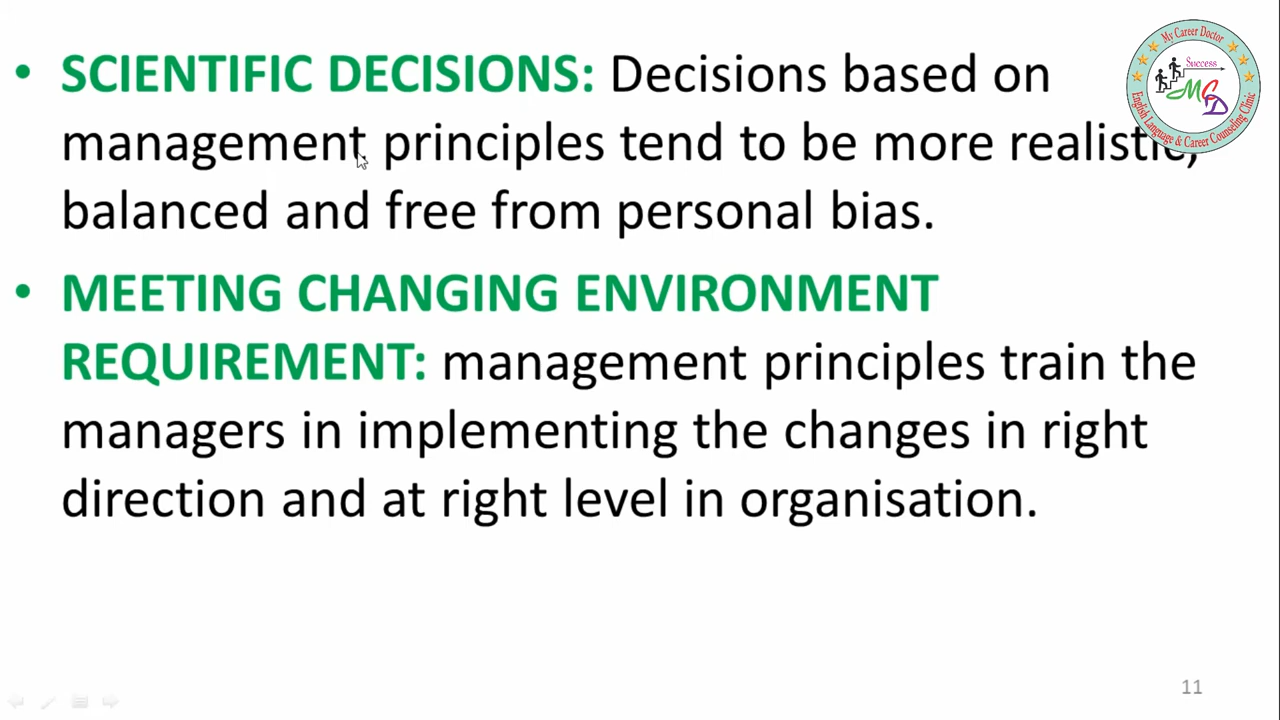 • SCIENTIFIC DECISIONS: Decisions based on
management principles tend to be more realistic,
balanced and free from personal bias.
• MEETING CHANGING ENVIRONMENT
REQUIREMENT: management principles train the
managers in implementing the changes in right
direction and at right level in organisation.
My Career Doctor
Success
MCD
English Language & Career Counseling Clinic
11